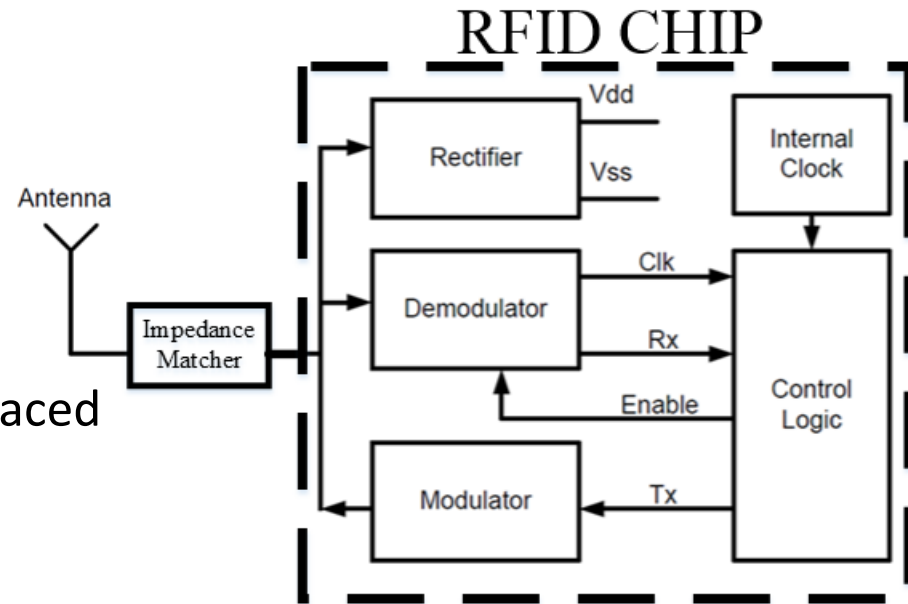 RFID CHIP
Vdd
Rectifier
Vss
Internal
Clock
Antenna
Clk
Demodulator
Impedance
Matcher
Rx
aced
Enable
Control
Logic
Modulator
Tx